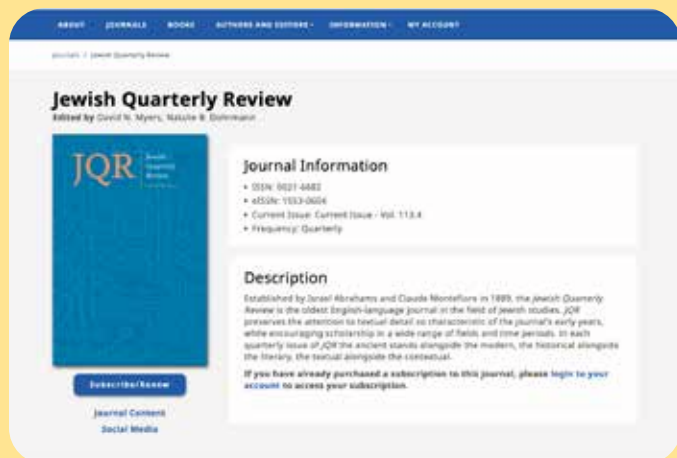 ABOUT JOURNALS BOOKS AUTHORS AND EDITORS INFORMATION MY ACCOUNT
Journals / Jewish Quarterly Review
Jewish Quarterly Review
Edited by David N. Myers, Natalie B. Dohrmann
JQR Jewish
Quarterly
Review
Journal Information
• ISSN: 0021-6682
• eISSN: 1553-0604
• Current Issue: Current Issue - Vol. 113.4
• Frequency: Quarterly
Description
Established by Israel Abrahams and Claude Montefiore in 1889, the Jewish Quarterly
Review is the oldest English-language journal in the field of Jewish studies. JQR
preserves the attention to textual detail so characteristic of the journal's early years,
while encouraging scholarship in a wide range of fields and time periods. In each
quarterly issue of JQR the ancient stands alongside the modern, the historical alongside
the literary, the textual alongside the contextual.
If you have already purchased a subscription to this journal, please login to your
account to access your subscription.
Subscribe/Renew
Journal Content
Social Media